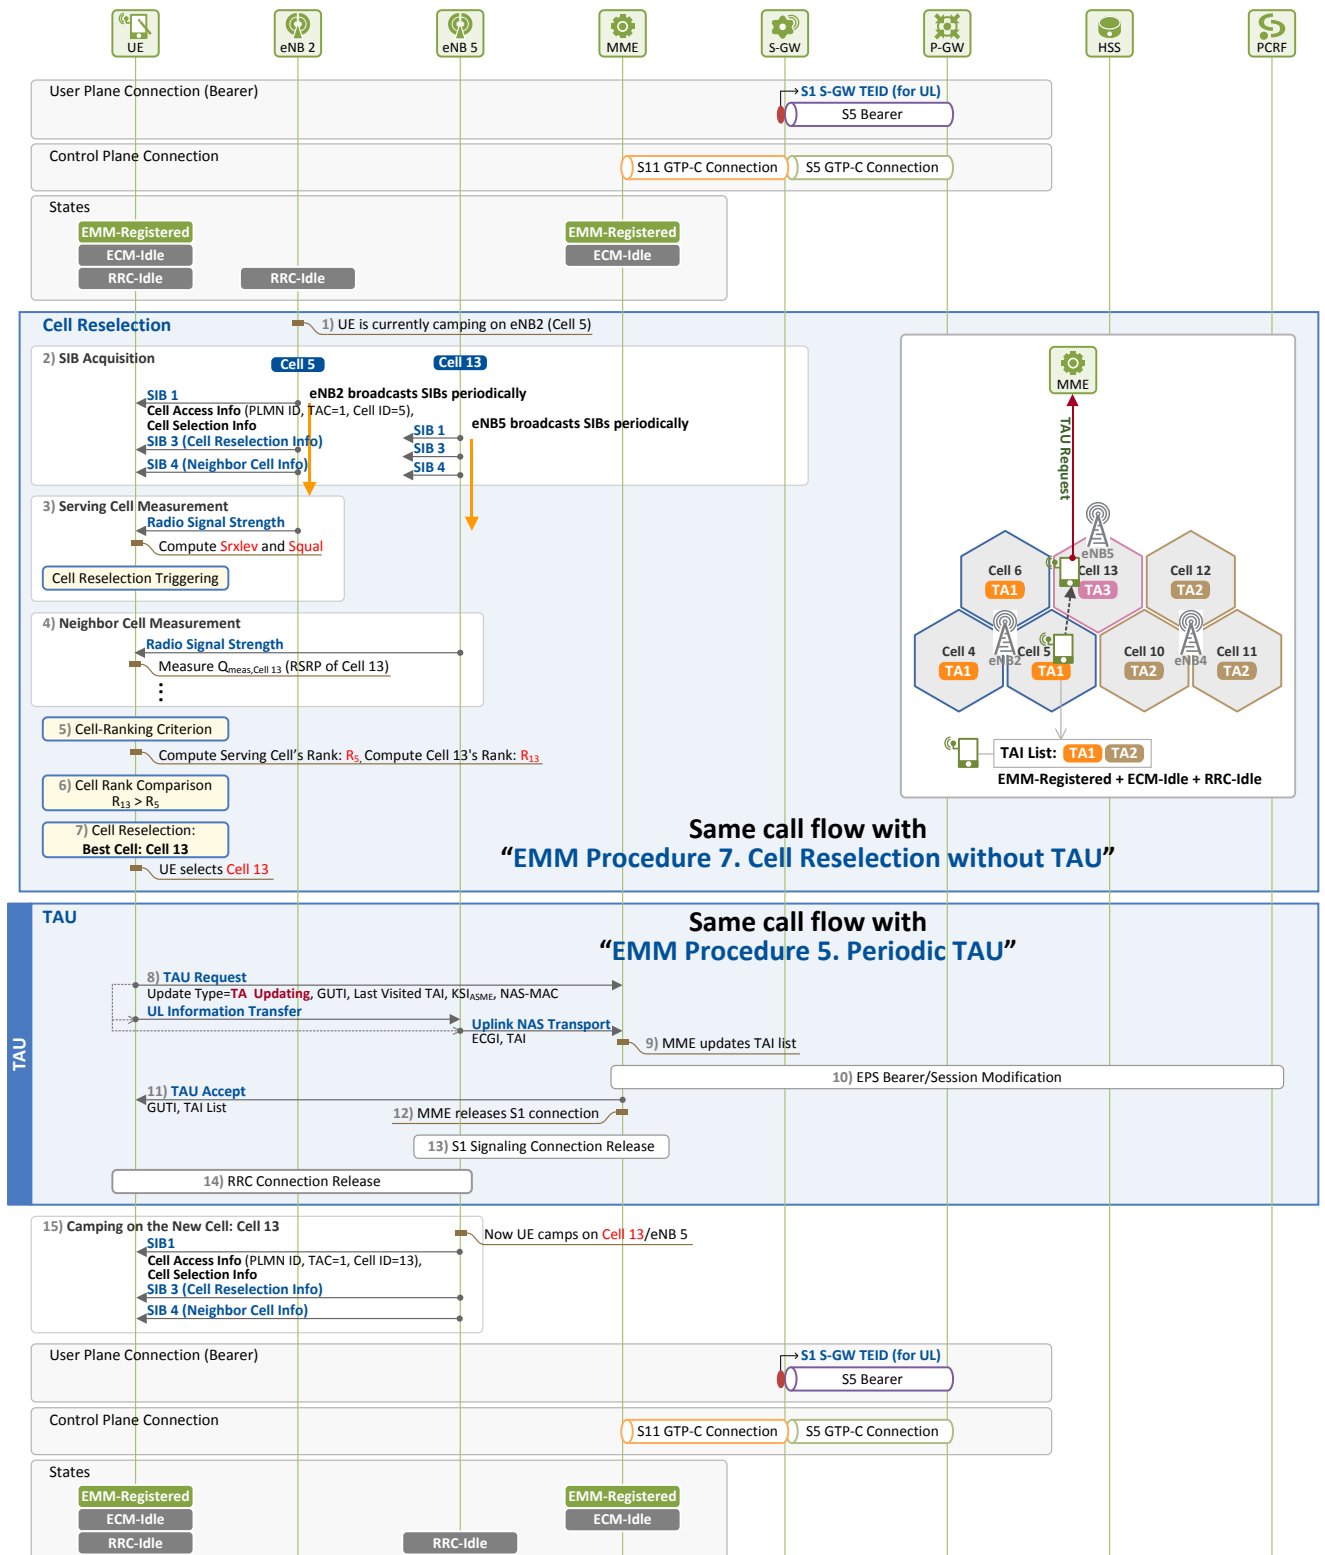 UE
eNB 2
eNB 5
MME
S-GW
P-GW
HSS
PCRF
User Plane Connection (Bearer)
S1 S-GW TEID (for UL)
S5 Bearer
Control Plane Connection
S11 GTP-C Connection
S5 GTP-C Connection
States
EMM-Registered
EMM-Registered
ECM-Idle
ECM-Idle
RRC-Idle
RRC-Idle
Cell Reselection
1) UE is currently camping on eNB2 (Cell 5)
2) SIB Acquisition
Cell 5
Cell 13
SIB 1
eNB2 broadcasts SIBs periodically
Cell Access Info (PLMN ID, TAC=1, Cell ID=5),
Cell Selection Info
eNB5 broadcasts SIBs periodically
SIB 1
SIB 3 (Cell Reselection Info)
SIB 3
SIB 4 (Neighbor Cell Info)
SIB 4
3) Serving Cell Measurement
Radio Signal Strength
Compute Srxlev and Squal
Cell Reselection Triggering
4) Neighbor Cell Measurement
Radio Signal Strength
Measure Qmeas,Cell 13 (RSRP of Cell 13)
5) Cell-Ranking Criterion
Compute Serving Cell's Rank: R5, Compute Cell 13's Rank: R13
6) Cell Rank Comparison
R13 > R5
7) Cell Reselection:
Best Cell: Cell 13
UE selects Cell 13
MME
TAU Request
eNB5
Cell 6
TA1
Cell 13
TA3
Cell 12
TA2
Cell 4
TA1
eNB2
Cell 5
TA1
Cell 10
TA2
eNB4
Cell 11
TA2
TAI List: TA1 TA2
EMM-Registered + ECM-Idle + RRC-Idle
Same call flow with
“EMM Procedure 7. Cell Reselection without TAU”
TAU
TAU
Same call flow with
“EMM Procedure 5. Periodic TAU”
8) TAU Request
Update Type=TA Updating, GUTI, Last Visited TAI, KSIASME, NAS-MAC
UL Information Transfer
Uplink NAS Transport
ECGI, TAI
9) MME updates TAI list
10) EPS Bearer/Session Modification
11) TAU Accept
GUTI, TAI List
12) MME releases S1 connection
13) S1 Signaling Connection Release
14) RRC Connection Release
15) Camping on the New Cell: Cell 13
Now UE camps on Cell 13/eNB 5
SIB1
Cell Access Info (PLMN ID, TAC=1, Cell ID=13),
Cell Selection Info
SIB 3 (Cell Reselection Info)
SIB 4 (Neighbor Cell Info)
User Plane Connection (Bearer)
S1 S-GW TEID (for UL)
S5 Bearer
Control Plane Connection
S11 GTP-C Connection
S5 GTP-C Connection
States
EMM-Registered
EMM-Registered
ECM-Idle
ECM-Idle
RRC-Idle
RRC-Idle